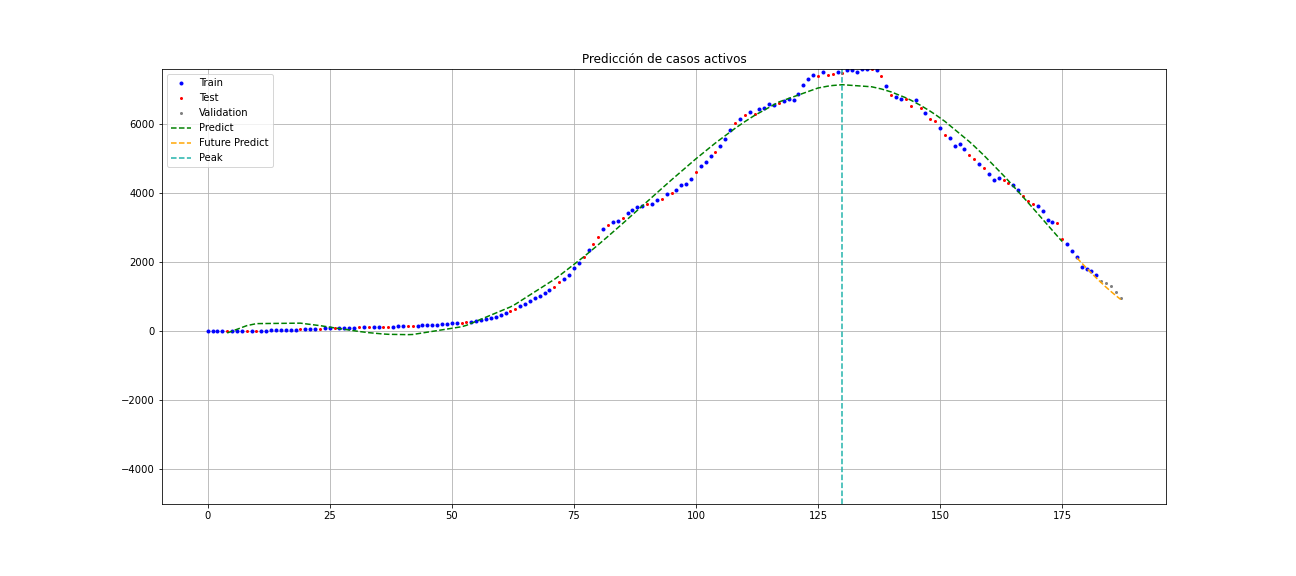 Predicción de casos activos
Train
Test
Validation
Predict
Future Predict
Peak
6000
4000
2000
0
−2000
−4000
0 25 50 75 100 125 150 175